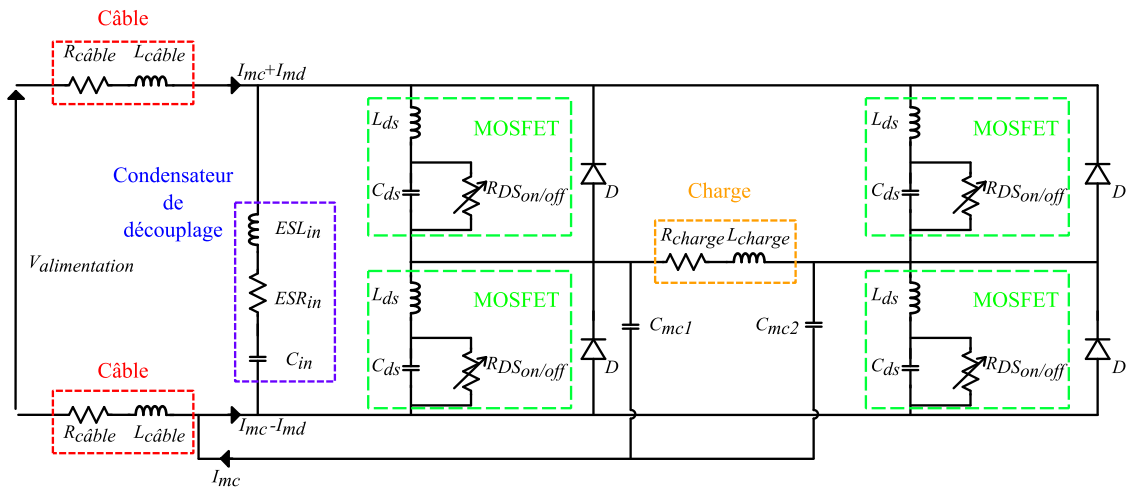 Câble
Rcâble Lcâble
Imc+Imd
Lds
MOSFET
Cds
RDSon/off
D
Lds
MOSFET
Cds
RDSon/off
D
Condensateur
de
découplage
ESLin
ESRin
Cin
Charge
Rcharge Lcharge
Valimentation
Lds
MOSFET
Cds
RDSon/off
D
Cmc1
Cmc2
Lds
MOSFET
Cds
RDSon/off
D
Câble
Rcâble Lcâble
Imc-Imd
Imc